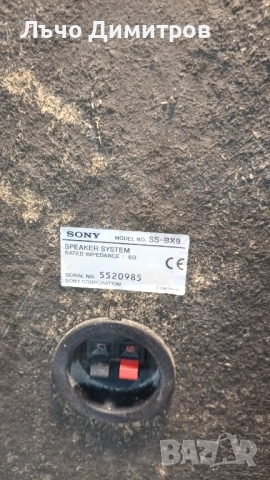 Лъчо Димитров
SONY MODEL NO. SS-BX9
SPEAKER SYSTEM
RATED IMPEDANCE : 6Ω
CE
SERIAL NO. 5520985
SONY CORPORATION
BAZAR
bg